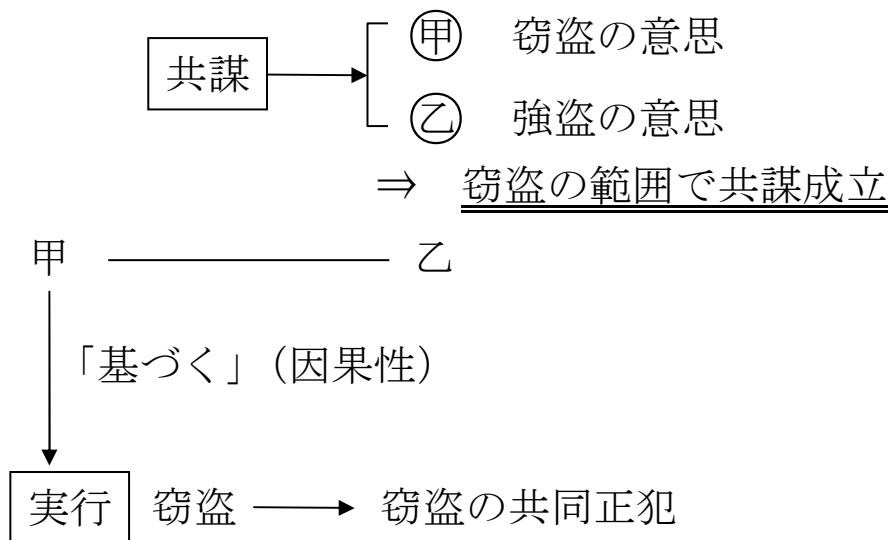 甲 窃盗の意思
共謀
乙 強盗の意思
⇒ 窃盗の範囲で共謀成立
甲 乙
「基づく」(因果性)
実行 窃盗 窃盗の共同正犯